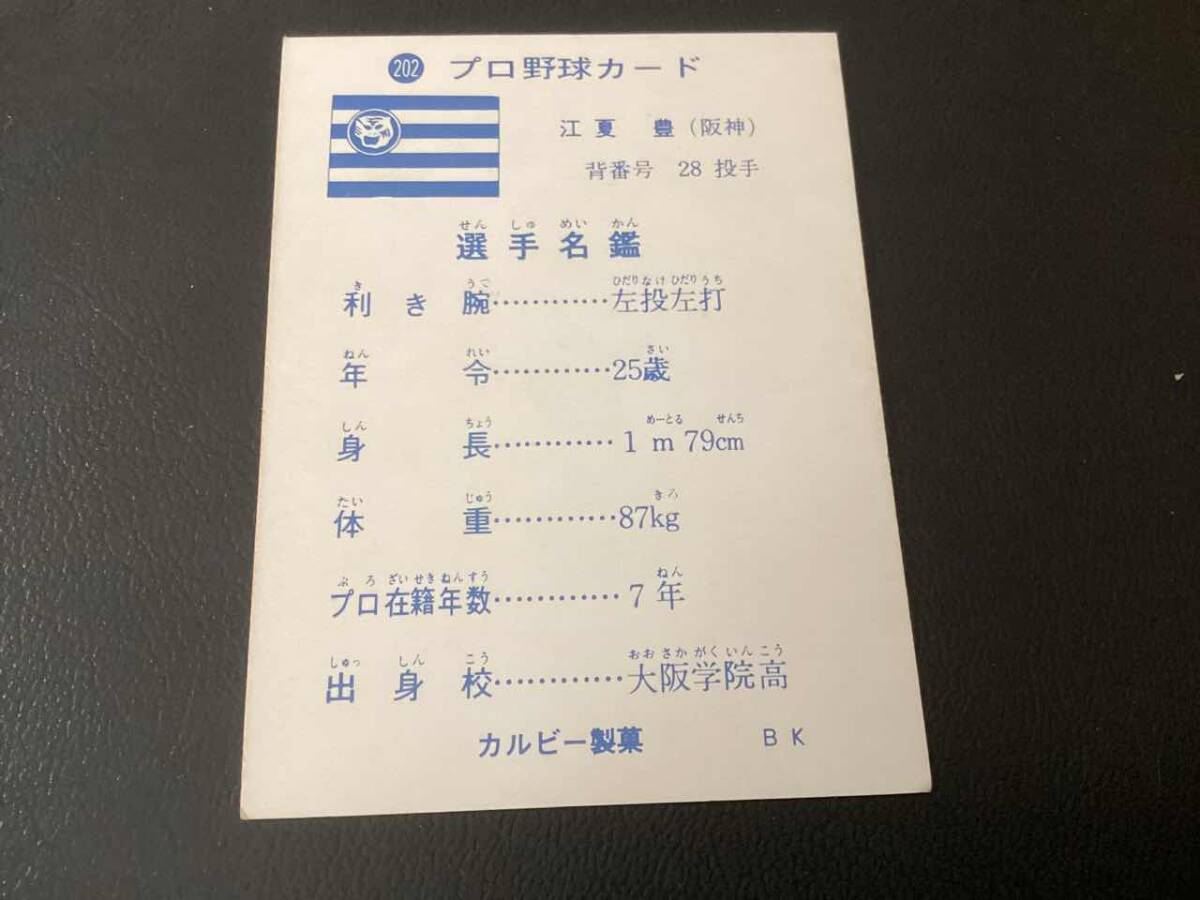 202 プロ野球カード
江夏 豊(阪神)
背番号 28 投手
せん しゅ めい かん
選手名鑑
き うで ひだりなげひだりうち
利き腕…………左投左打
ねん れい さい
年令…………25歳
しん ちょう めーとる せんち
身長…………1m79cm
たい じゅう きろ
体重…………87kg
ぷろ ざいせきねんすう ねん
プロ在籍年数…………7年
しゅっ しん こう おおさかがくいんこう
出身校…………大阪学院高
カルビー製菓 BK